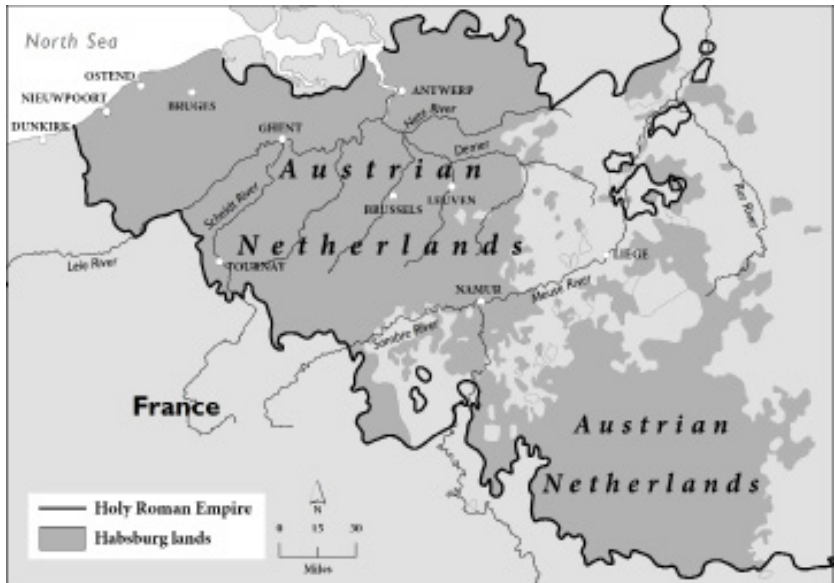 North Sea
OSTEND
NIEUWPOORT
BRUGES
DUNKIRK
ANTWERP
GHENT
Nete River
Demer
Austrian
Scheldt River
BRUSSELS
LEUVEN
Rur River
Netherlands
Leie River
TOURNAY
LIEGE
NAMUR
Meuse River
Sambre River
France
Austrian
Netherlands
N
0 15 30
Miles
Holy Roman Empire
Habsburg lands